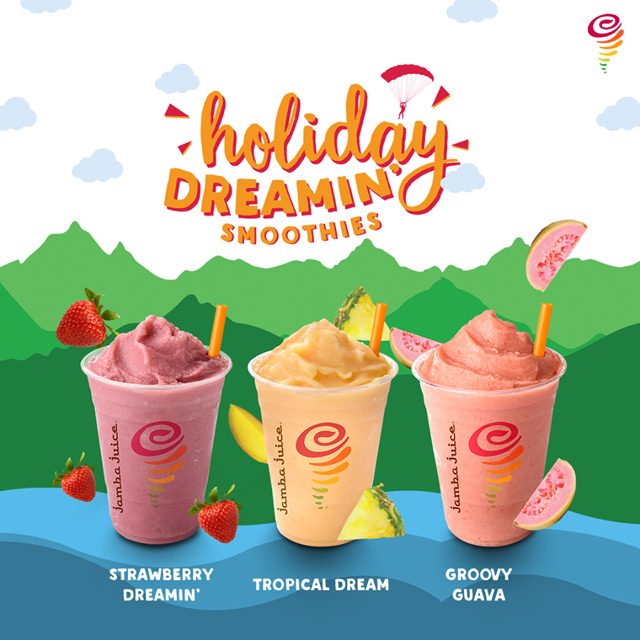 holiday
DREAMIN'
SMOOTHIES
jamba juice
jamba juice
jamba juice
STRAWBERRY
DREAMIN'
TROPICAL DREAM
GROOVY
GUAVA